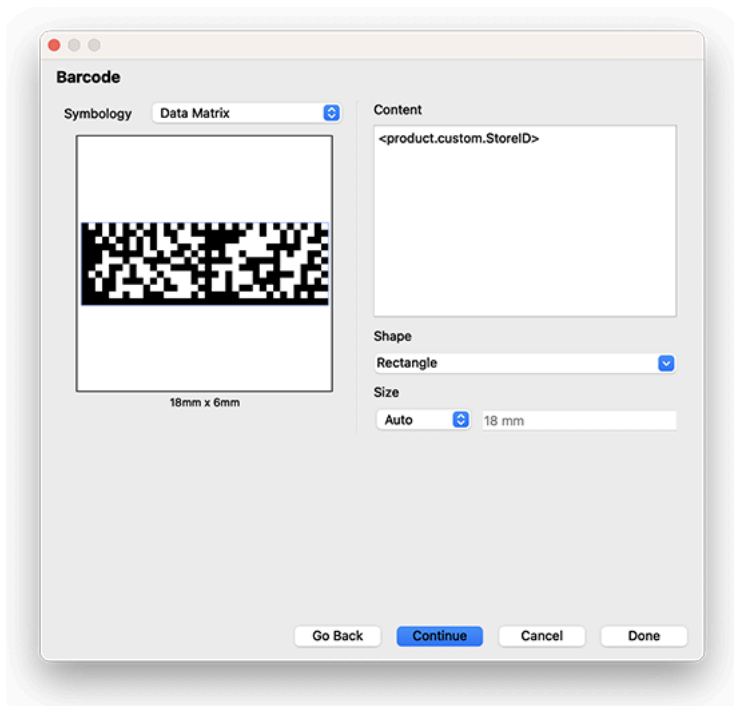 Barcode
Symbology Data Matrix
18mm x 6mm
Content
<product.custom.StoreID>
Shape
Rectangle
Size
Auto 18 mm
Go Back Continue Cancel Done